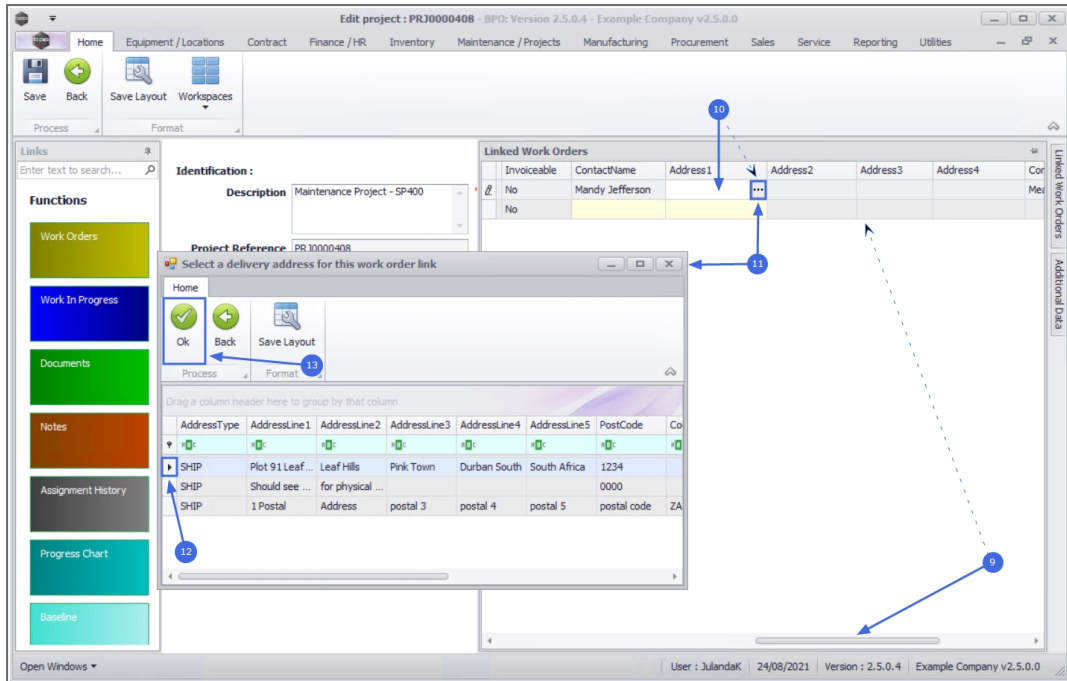 Edit project : PRJ0000408 - BPO: Version 2.5.0.4 - Example Company v2.5.0.0
Home Equipment / Locations Contract Finance / HR Inventory Maintenance / Projects Manufacturing Procurement Sales Service Reporting Utilities
Save Back Save Layout Workspaces
Process Format
10
Links
Enter text to search...
Functions
Work Orders
Work In Progress
Documents
Notes
Assignment History
Progress Chart
Baseline
Identification :
Description Maintenance Project - SP400
Project Reference PRJ0000408
Linked Work Orders
Invoiceable ContactName Address1 Address2 Address3 Address4 Cor
No Mandy Jefferson ... Mea
No
11
Linked Work Orders
Additional Data
Select a delivery address for this work order link
Home
Ok Back Save Layout
13
Process Format
Drag a column header here to group by that column
AddressType AddressLine1 AddressLine2 AddressLine3 AddressLine4 AddressLine5 PostCode Co
SHIP Plot 91 Leaf... Leaf Hills Pink Town Durban South South Africa 1234
SHIP Should see ... for physical ... 0000
SHIP 1 Postal Address postal 3 postal 4 postal 5 postal code ZA
12
9
Open Windows User : JulandaK 24/08/2021 Version : 2.5.0.4 Example Company v2.5.0.0